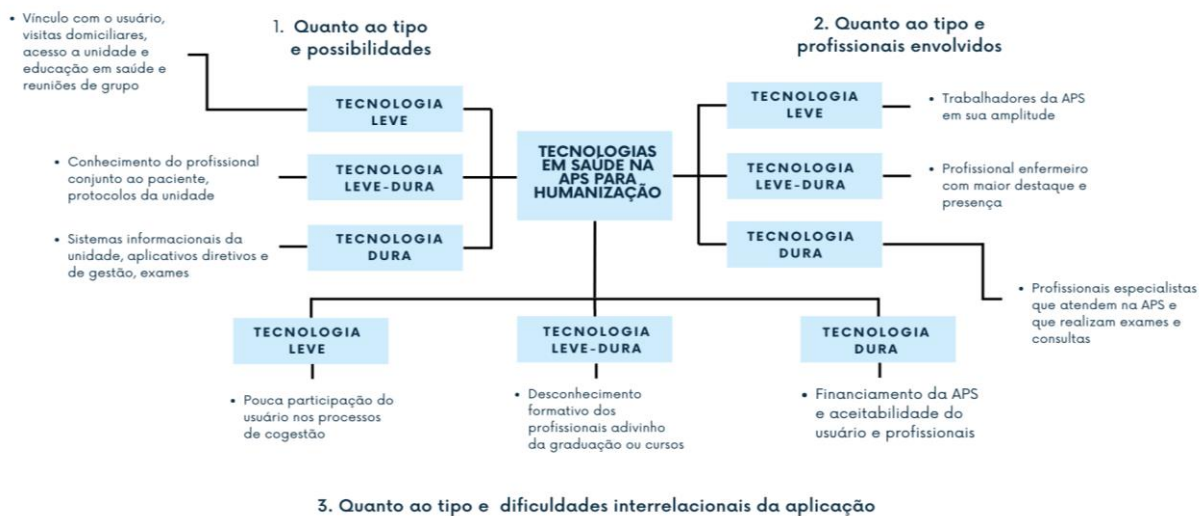 1. Quanto ao tipo
e possibilidades
• Vínculo com o usuário,
visitas domiciliares,
acesso a unidade e
educação em saúde e
reuniões de grupo
TECNOLOGIA
LEVE
• Conhecimento do profissional
conjunto ao paciente,
protocolos da unidade
TECNOLOGIA
LEVE-DURA
• Sistemas informacionais da
unidade, aplicativos diretivos e
de gestão, exames
TECNOLOGIA
DURA
TECNOLOGIAS
EM SAÚDE NA
APS PARA
HUMANIZAÇÃO
2. Quanto ao tipo e
profissionais envolvidos
TECNOLOGIA
LEVE
• Trabalhadores da APS
em sua amplitude
TECNOLOGIA
LEVE-DURA
• Profissional enfermeiro
com maior destaque e
presença
TECNOLOGIA
DURA
• Profissionais especialistas
que atendem na APS e
que realizam exames e
consultas
TECNOLOGIA
LEVE
• Pouca participação do
usuário nos processos
de cogestão
TECNOLOGIA
LEVE-DURA
• Desconhecimento
formativo dos
profissionais adivinho
da graduação ou cursos
TECNOLOGIA
DURA
• Financiamento da APS
e aceitabilidade do
usuário e profissionais
3. Quanto ao tipo e dificuldades interrelacionais da aplicação